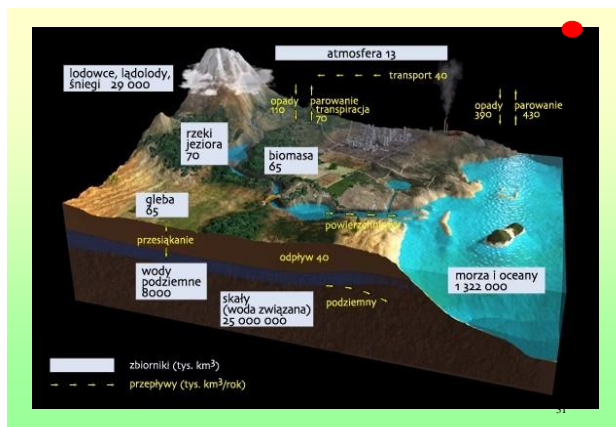 atmosfera 13
lodowce, lądolody,
śniegi 29 000
transport 40
opady
110
parowanie
transpiracja
70
opady
390
parowanie
430
rzeki
jeziora
70
biomasa
65
gleba
65
powierzchniowy
przesiąkanie
odpływ 40
wody
podziemne
8000
morza i oceany
1 322 000
skały
(woda związana)
25 000 000
podziemny
zbiorniki (tys. km³)
przepływy (tys. km³/rok)
31